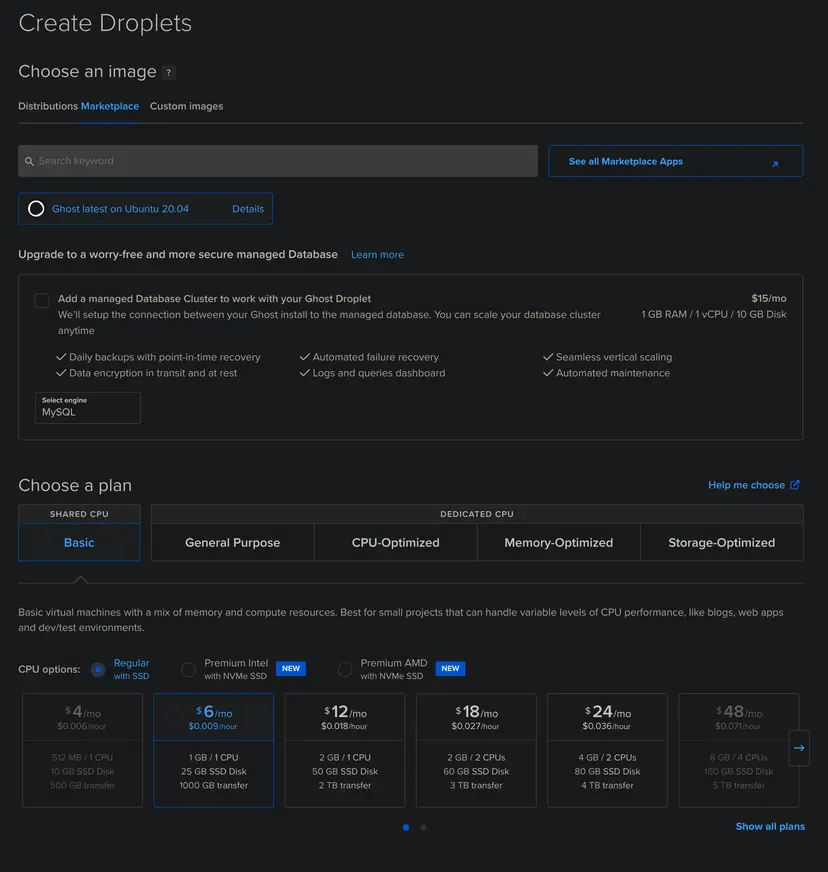 Create Droplets
Choose an image ?
Distributions Marketplace Custom images
Search keyword
See all Marketplace Apps
Ghost latest on Ubuntu 20.04 Details
Upgrade to a worry-free and more secure managed Database Learn more
Add a managed Database Cluster to work with your Ghost Droplet $15/mo
We'll setup the connection between your Ghost install to the managed database. You can scale your database cluster 1 GB RAM / 1 vCPU / 10 GB Disk
anytime
Daily backups with point-in-time recovery Automated failure recovery Seamless vertical scaling
Data encryption in transit and at rest Logs and queries dashboard Automated maintenance
Select engine
MySQL
Choose a plan Help me choose
SHARED CPU DEDICATED CPU
Basic General Purpose CPU-Optimized Memory-Optimized Storage-Optimized
Basic virtual machines with a mix of memory and compute resources. Best for small projects that can handle variable levels of CPU performance, like blogs, web apps
and dev/test environments.
CPU options: Regular with SSD Premium Intel with NVMe SSD NEW Premium AMD with NVMe SSD NEW
$4/mo $6/mo $12/mo $18/mo $24/mo $48/mo
$0.006/hour $0.009/hour $0.018/hour $0.027/hour $0.036/hour $0.071/hour
512 MB / 1 CPU 1 GB / 1 CPU 2 GB / 1 CPU 2 GB / 2 CPUs 4 GB / 2 CPUs 8 GB / 4 CPUs
10 GB SSD Disk 25 GB SSD Disk 50 GB SSD Disk 60 GB SSD Disk 80 GB SSD Disk 160 GB SSD Disk
500 GB transfer 1000 GB transfer 2 TB transfer 3 TB transfer 4 TB transfer 5 TB transfer
Show all plans